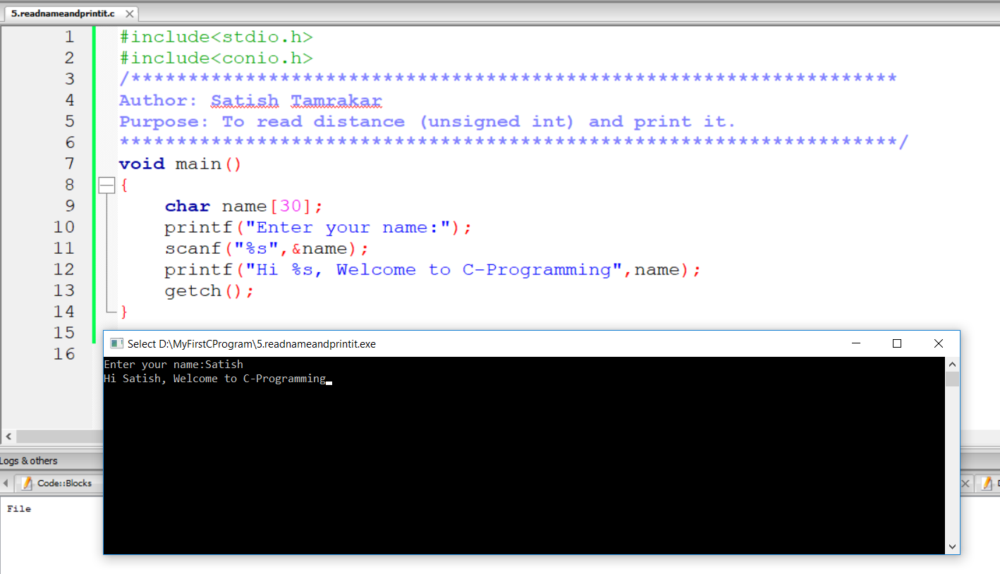 5.readnameandprintit.c
1 #include<stdio.h>
2 #include<conio.h>
3 /*******************************************************************
4 Author: Satish Tamrakar
5 Purpose: To read distance (unsigned int) and print it.
6 ********************************************************************/
7 void main()
8 {
9 char name[30];
10 printf("Enter your name:");
11 scanf("%s",&name);
12 printf("Hi %s, Welcome to C-Programming",name);
13 getch();
14 }
15
16
Select D:\MyFirstCProgram\5.readnameandprintit.exe
Enter your name:Satish
Hi Satish, Welcome to C-Programming
Logs & others
Code::Blocks
File